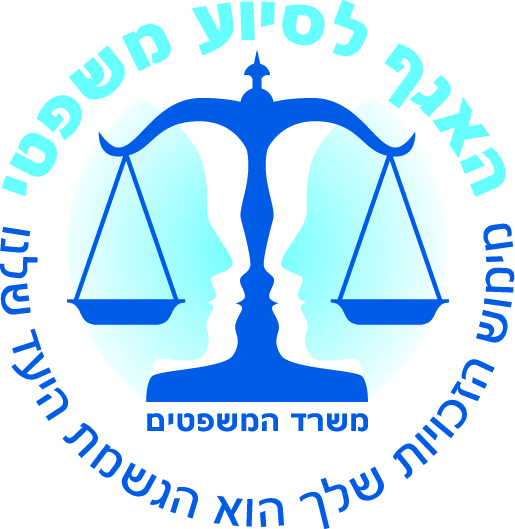 האגף לסיוע משפטי
משרד המשפטים
מימוש הזכויות שלך הוא הגשמת היעד שלנו